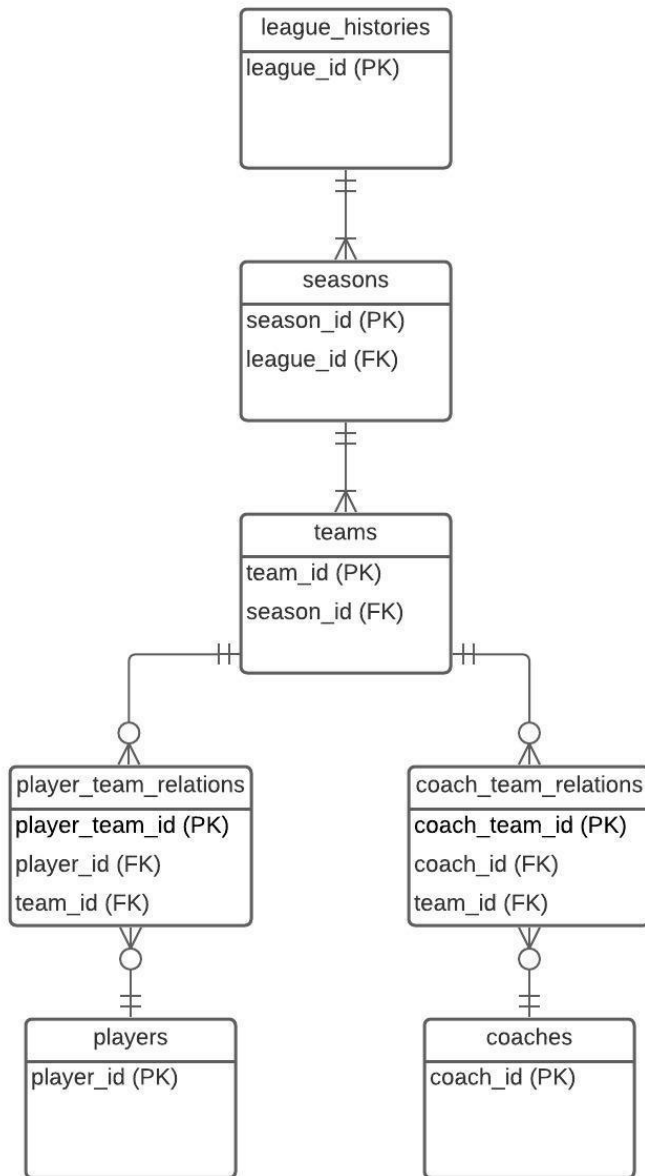 league_histories
league_id (PK)
seasons
season_id (PK)
league_id (FK)
teams
team_id (PK)
season_id (FK)
player_team_relations
player_team_id (PK)
player_id (FK)
team_id (FK)
coach_team_relations
coach_team_id (PK)
coach_id (FK)
team_id (FK)
players
player_id (PK)
coaches
coach_id (PK)